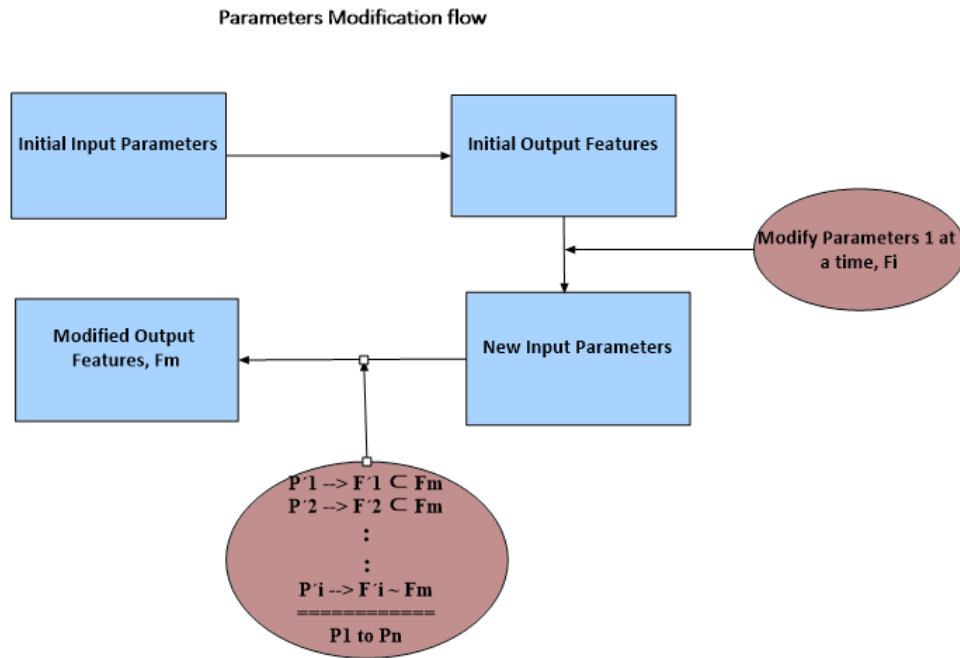 Parameters Modification flow
Initial Input Parameters
Initial Output Features
Modify Parameters 1 at
a time, Fi
New Input Parameters
Modified Output
Features, Fm
P´1 --> F´1 ⊂ Fm
P´2 --> F´2 ⊂ Fm
:
:
P´i --> F´i ~ Fm
============
P1 to Pn